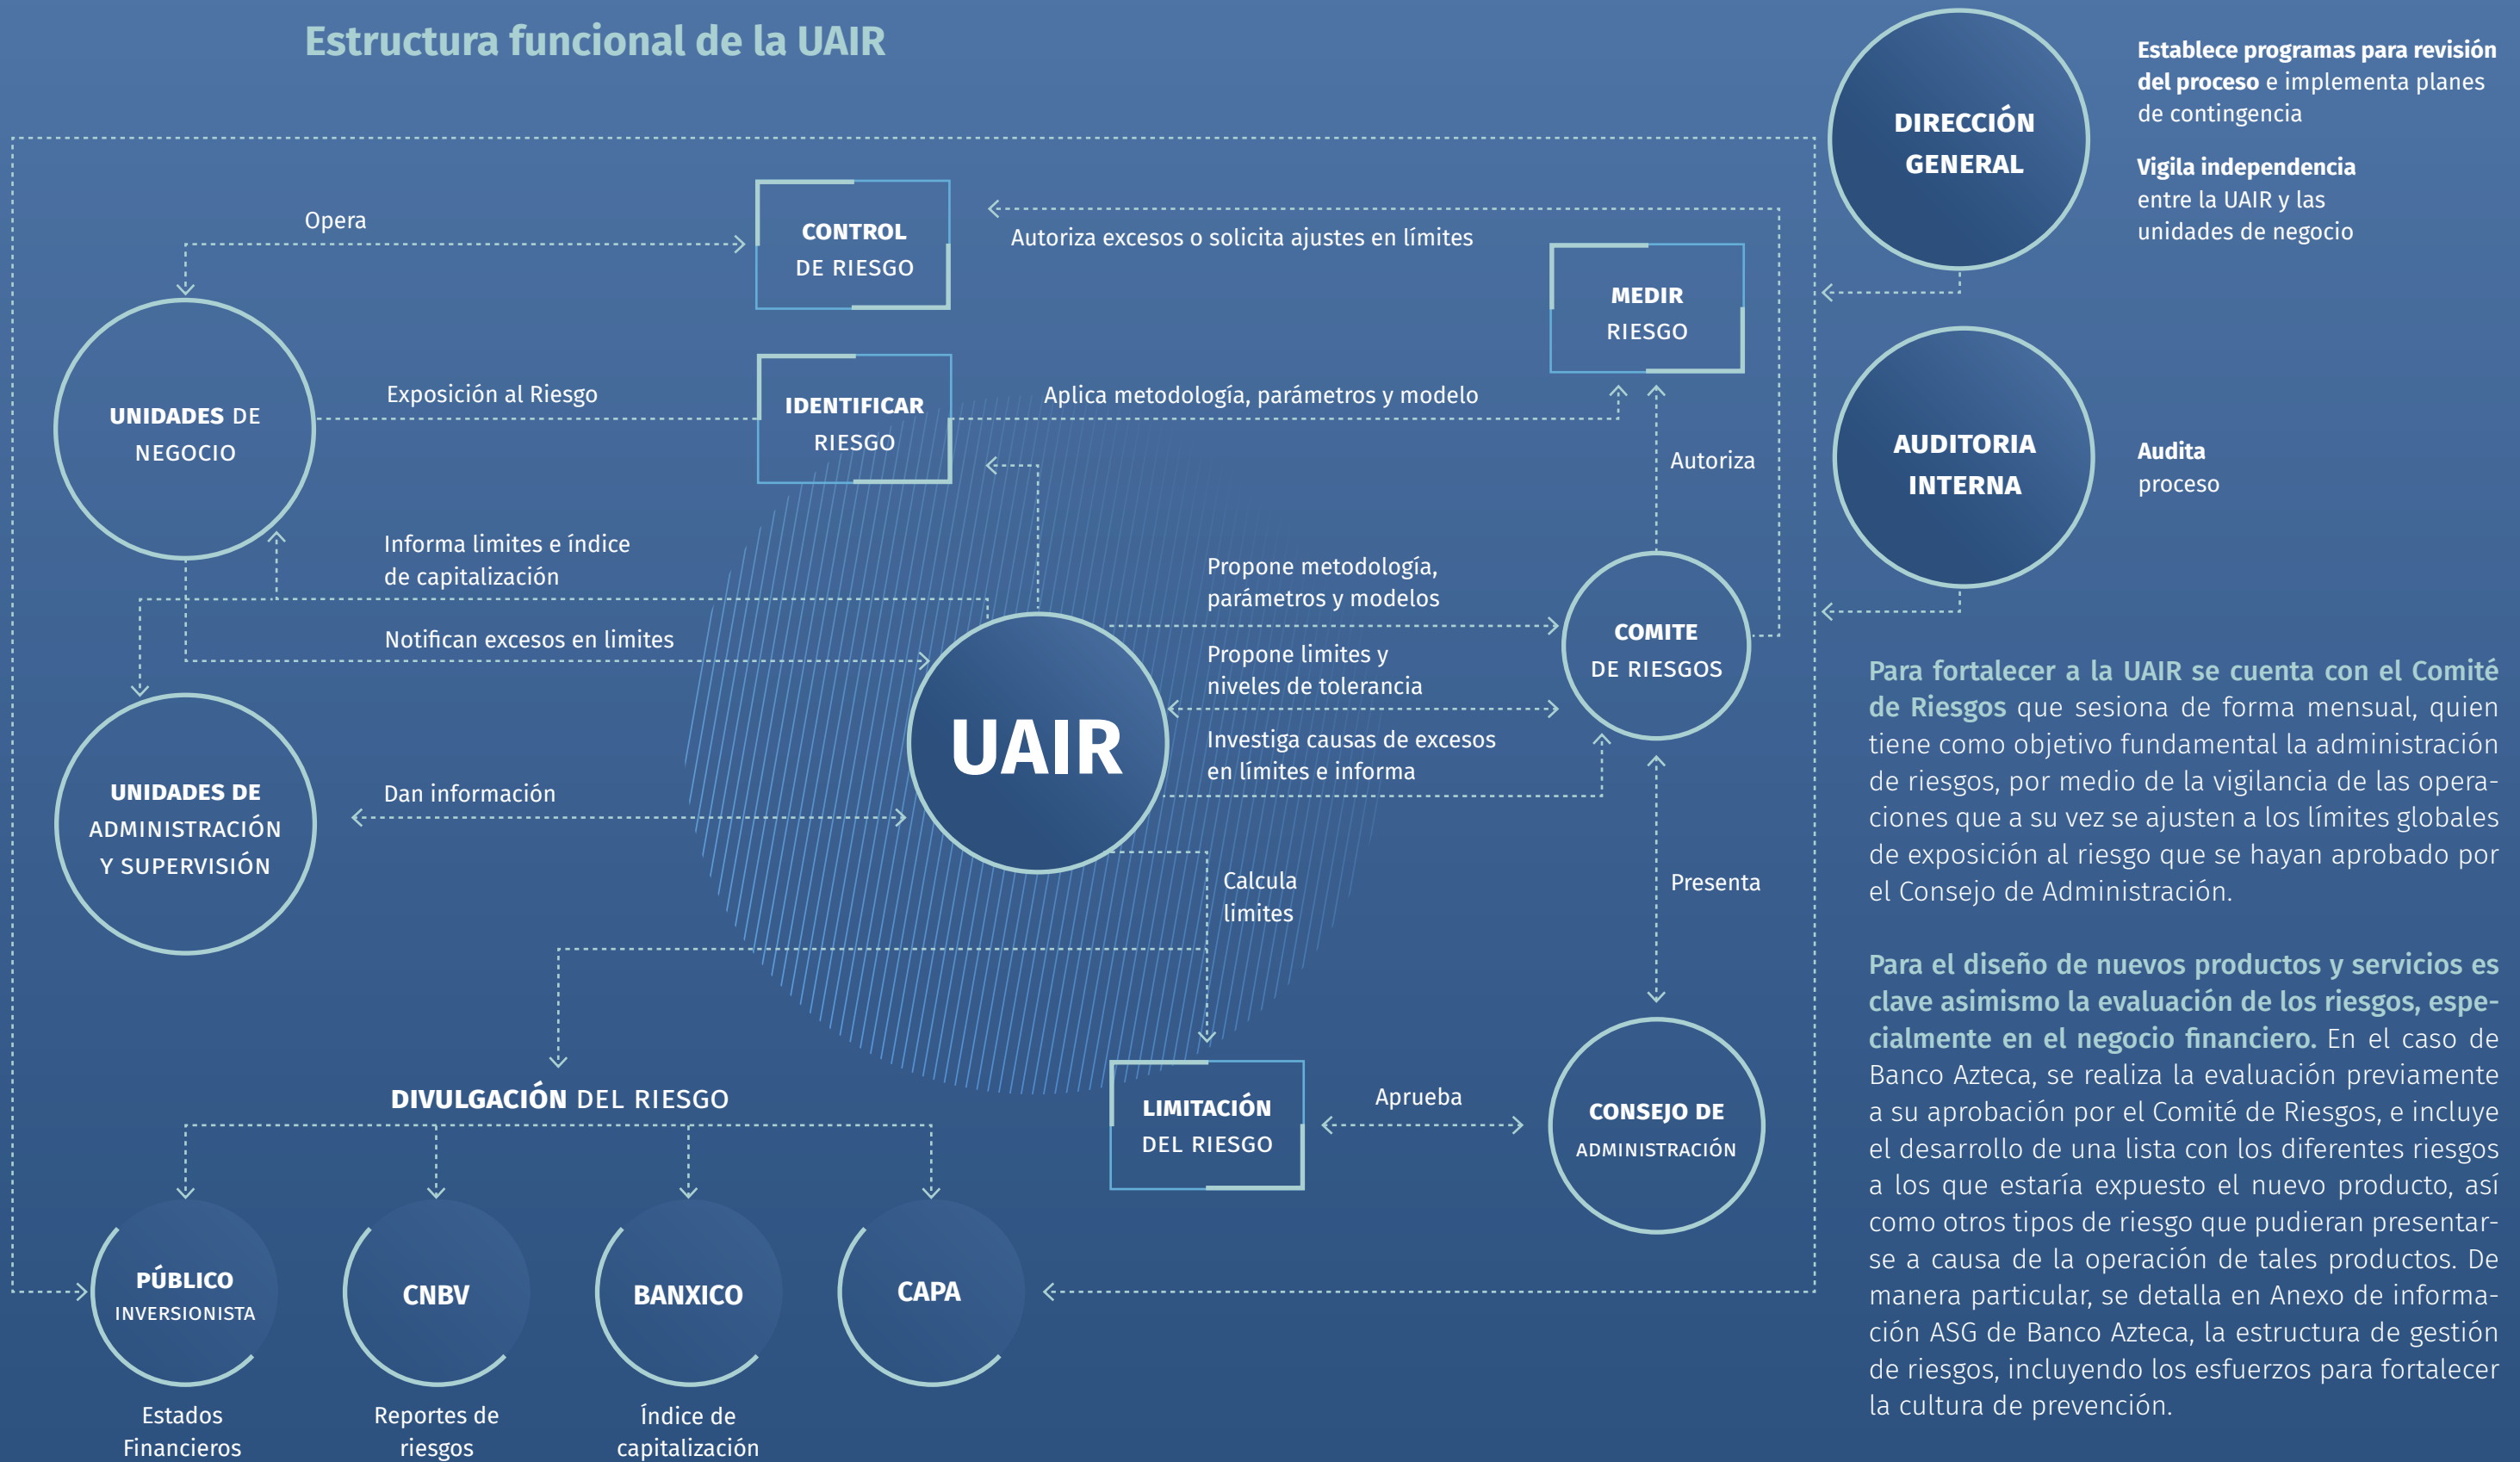 Estructura funcional de la UAIR
DIRECCIÓN
GENERAL
Establece programas para revisión
del proceso e implementa planes
de contingencia
Vigila independencia
entre la UAIR y las
unidades de negocio
Opera
CONTROL
DE RIESGO
Autoriza excesos o solicita ajustes en límites
MEDIR
RIESGO
UNIDADES DE
NEGOCIO
Exposición al Riesgo
IDENTIFICAR
RIESGO
Aplica metodología, parámetros y modelo
Autoriza
AUDITORIA
INTERNA
Audita
proceso
Informa limites e índice
de capitalización
Notifican excesos en limites
Propone metodología,
parámetros y modelos
Propone limites y
niveles de tolerancia
Investiga causas de excesos
en límites e informa
COMITE
DE RIESGOS
UAIR
UNIDADES DE
ADMINISTRACIÓN
Y SUPERVISIÓN
Dan información
Calcula
limites
Presenta
DIVULGACIÓN DEL RIESGO
LIMITACIÓN
DEL RIESGO
Aprueba
CONSEJO DE
ADMINISTRACIÓN
PÚBLICO
INVERSIONISTA
CNBV
BANXICO
CAPA
Estados
Financieros
Reportes de
riesgos
Índice de
capitalización
Para fortalecer a la UAIR se cuenta con el Comité
de Riesgos que sesiona de forma mensual, quien
tiene como objetivo fundamental la administración
de riesgos, por medio de la vigilancia de las opera-
ciones que a su vez se ajusten a los límites globales
de exposición al riesgo que se hayan aprobado por
el Consejo de Administración.
Para el diseño de nuevos productos y servicios es
clave asimismo la evaluación de los riesgos, espe-
cialmente en el negocio financiero. En el caso de
Banco Azteca, se realiza la evaluación previamente
a su aprobación por el Comité de Riesgos, e incluye
el desarrollo de una lista con los diferentes riesgos
a los que estaría expuesto el nuevo producto, así
como otros tipos de riesgo que pudieran presentar-
se a causa de la operación de tales productos. De
manera particular, se detalla en Anexo de informa-
ción ASG de Banco Azteca, la estructura de gestión
de riesgos, incluyendo los esfuerzos para fortalecer
la cultura de prevención.